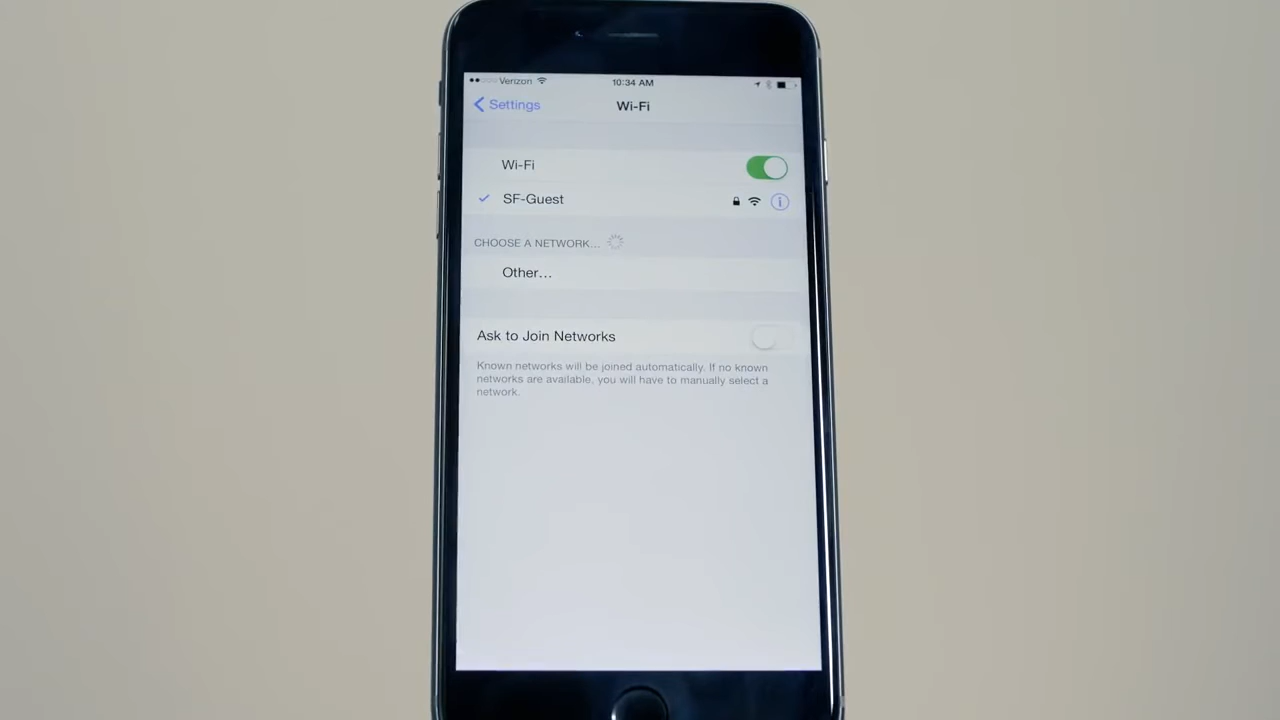 Verizon 10:34 AM
Settings Wi-Fi
Wi-Fi
SF-Guest
CHOOSE A NETWORK...
Other...
Ask to Join Networks
Known networks will be joined automatically. If no known
networks are available, you will have to manually select a
network.